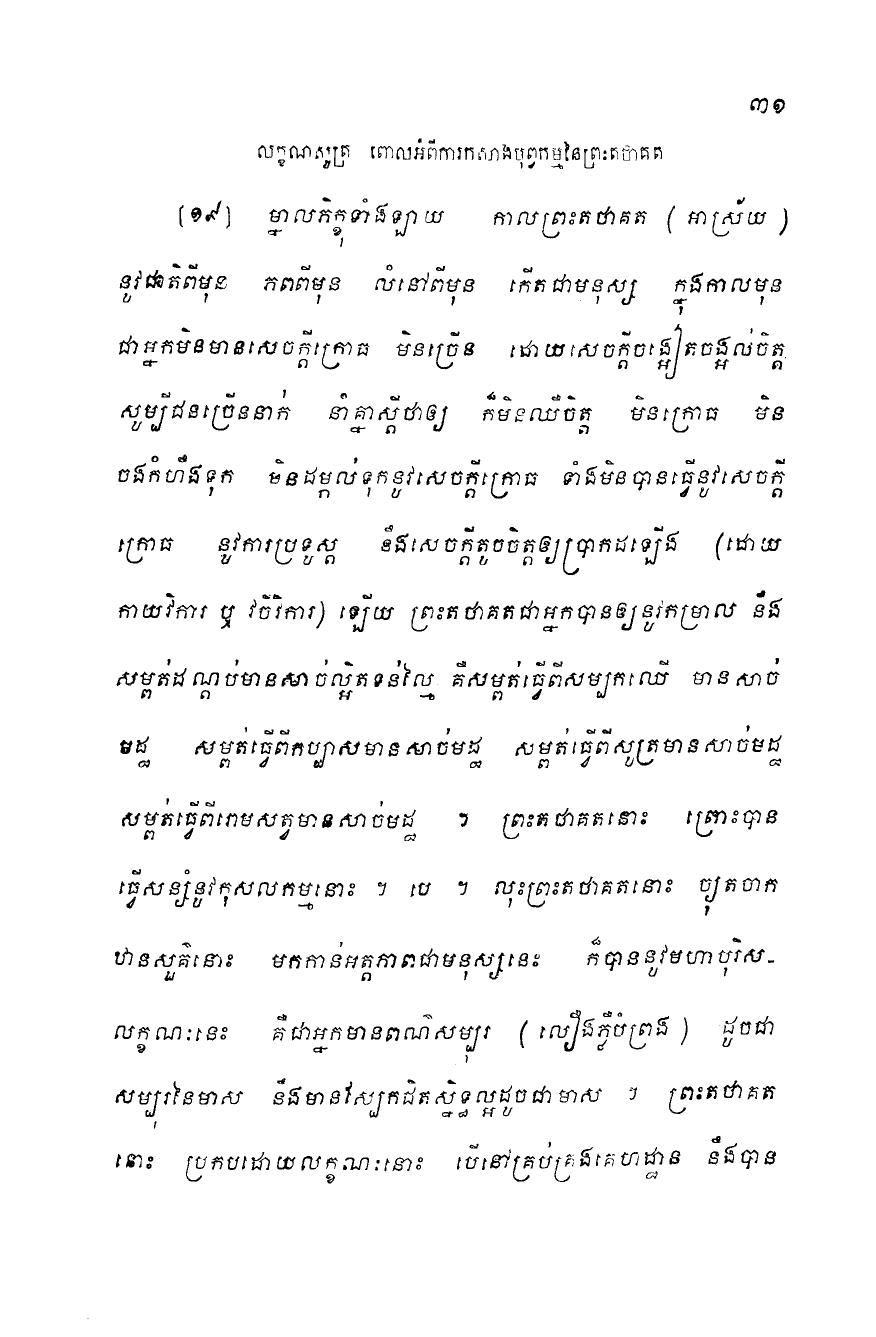 ៣១
លក្ខណសូត្រ ពោលអំពីការកសាងបុព្វកម្មនៃព្រះតថាគត
[១៩] ម្នាលភិក្ខុទាំងឡាយ កាលព្រះតថាគត ( អាស្រ័យ )
នូវជាតិពីមុន ភពពីមុន លំនៅពីមុន កើតជាមនុស្ស ក្នុងកាលមុន
ជាអ្នកមិនមានសេចក្តីក្រោធ មិនច្រើន ដោយសេចក្តីចង្អៀតចង្អល់ចិត្ត
សូម្បីជនច្រើននាក់ នាំគ្នាស្តីថាឲ្យ ក៏មិនឈឺចិត្ត មិនក្រោធ មិន
ចងកំហឹងទុក មិនដម្កល់ទុកនូវសេចក្តីក្រោធ ទាំងមិនបានធ្វើនូវសេចក្តី
ក្រោធ នូវការប្រទូស្ត នឹងសេចក្តីតូចចិត្តឲ្យប្រាកដឡើង (ដោយ
កាយវិការ ឬ វចីវិការ) ឡើយ ព្រះតថាគតជាអ្នកបានឲ្យនូវកម្រាល នឹង
សម្ពត់ដណ្តប់មានសាច់ល្អិតទន់ល្មៃ គឺសម្ពត់ធ្វើពីសម្បកឈើ មានសាច់
មដ្ឋ សម្ពត់ធ្វើពីកប្បាសមានសាច់មដ្ឋ សម្ពត់ធ្វើពីសូត្រមានសាច់មដ្ឋ
សម្ពត់ធ្វើពីរោមសត្វមានសាច់មដ្ឋ ។ ព្រះតថាគតនោះ ព្រោះបាន
ធ្វើសន្សំនូវកុសលកម្មនោះ ។ បេ ។ លុះព្រះតថាគតនោះ ច្យុតចាក
ឋានសួគ៌នោះ មកកាន់អត្តភាពជាមនុស្សនេះ ក៏បាននូវមហាបុរិស-
លក្ខណៈនេះ គឺជាអ្នកមានពណ៌សម្បុរ ( លឿងភ្លឺចំព្រង ) ដូចជា
សម្បុរនៃមាស នឹងមានស្បែកជិតស្និទ្ធល្អដូចជាមាស ។ ព្រះតថាគត
នោះ ប្រកបដោយលក្ខណៈនោះ បើនៅគ្រប់គ្រងគេហដ្ឋាន នឹងបាន